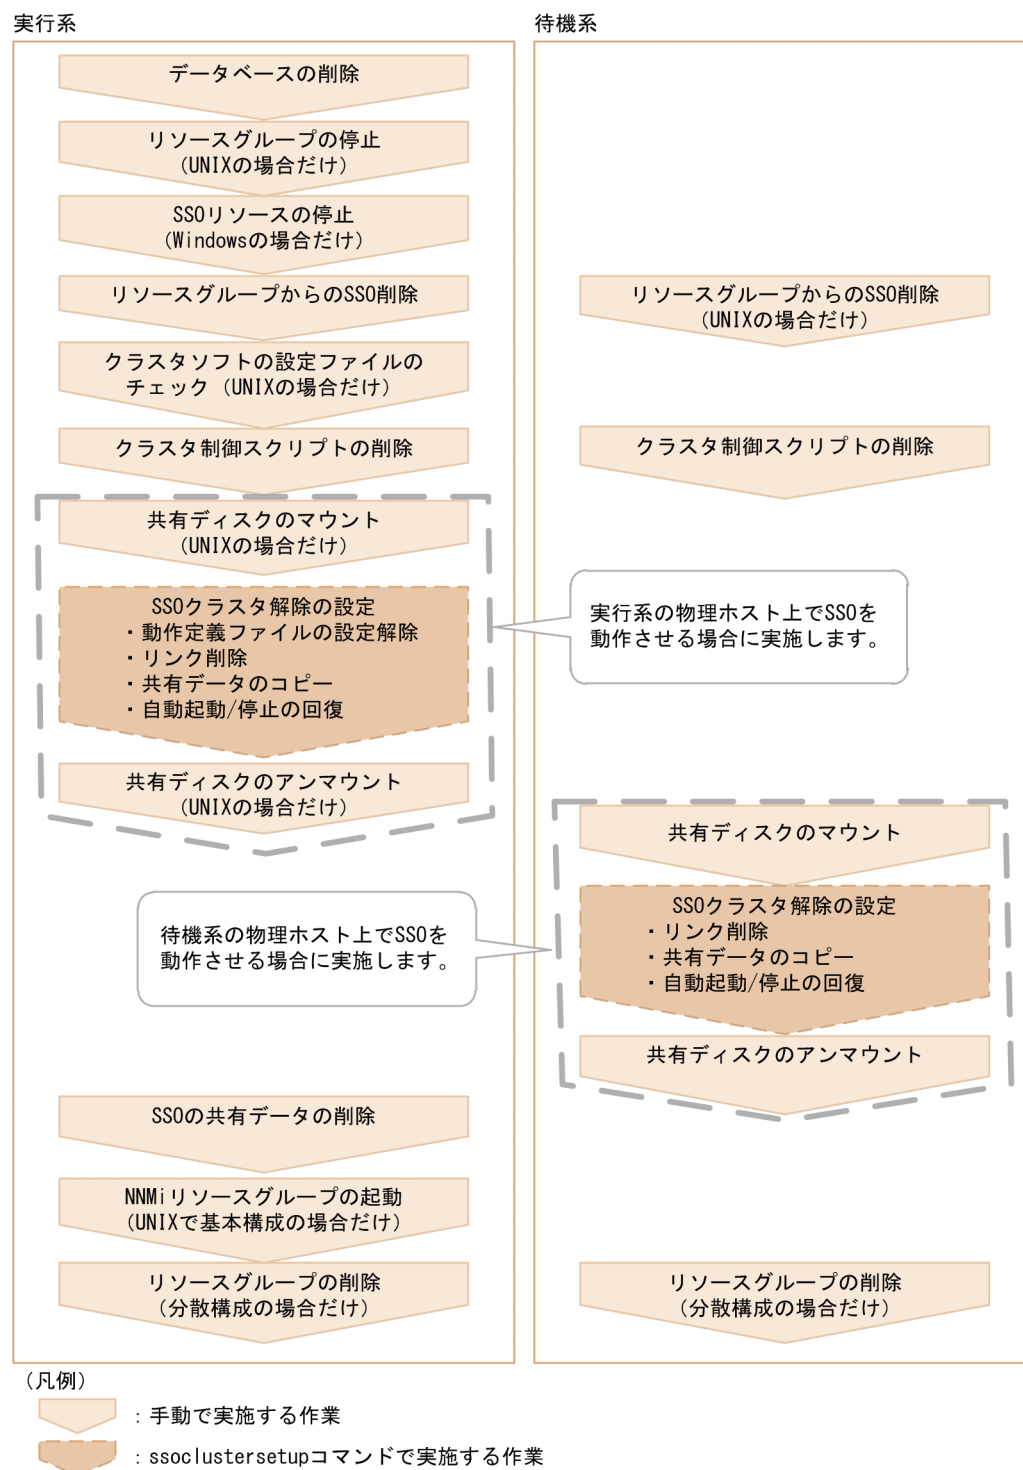 実行系
データベースの削除
リソースグループの停止
(UNIXの場合だけ)
SSOリソースの停止
(Windowsの場合だけ)
リソースグループからのSSO削除
クラスタソフトの設定ファイルの
チェック（UNIXの場合だけ）
クラスタ制御スクリプトの削除
共有ディスクのマウント
(UNIXの場合だけ)
SSOクラスタ解除の設定
・動作定義ファイルの設定解除
・リンク削除
・共有データのコピー
・自動起動/停止の回復
共有ディスクのアンマウント
(UNIXの場合だけ)
実行系の物理ホスト上でSSOを
動作させる場合に実施します。
SSOの共有データの削除
NNMiリソースグループの起動
(UNIXで基本構成の場合だけ)
リソースグループの削除
(分散構成の場合だけ)
待機系
リソースグループからのSSO削除
(UNIXの場合だけ)
クラスタ制御スクリプトの削除
共有ディスクのマウント
SSOクラスタ解除の設定
・リンク削除
・共有データのコピー
・自動起動/停止の回復
共有ディスクのアンマウント
待機系の物理ホスト上でSSOを
動作させる場合に実施します。
リソースグループの削除
(分散構成の場合だけ)
（凡例）
：手動で実施する作業
：ssoclustersetupコマンドで実施する作業